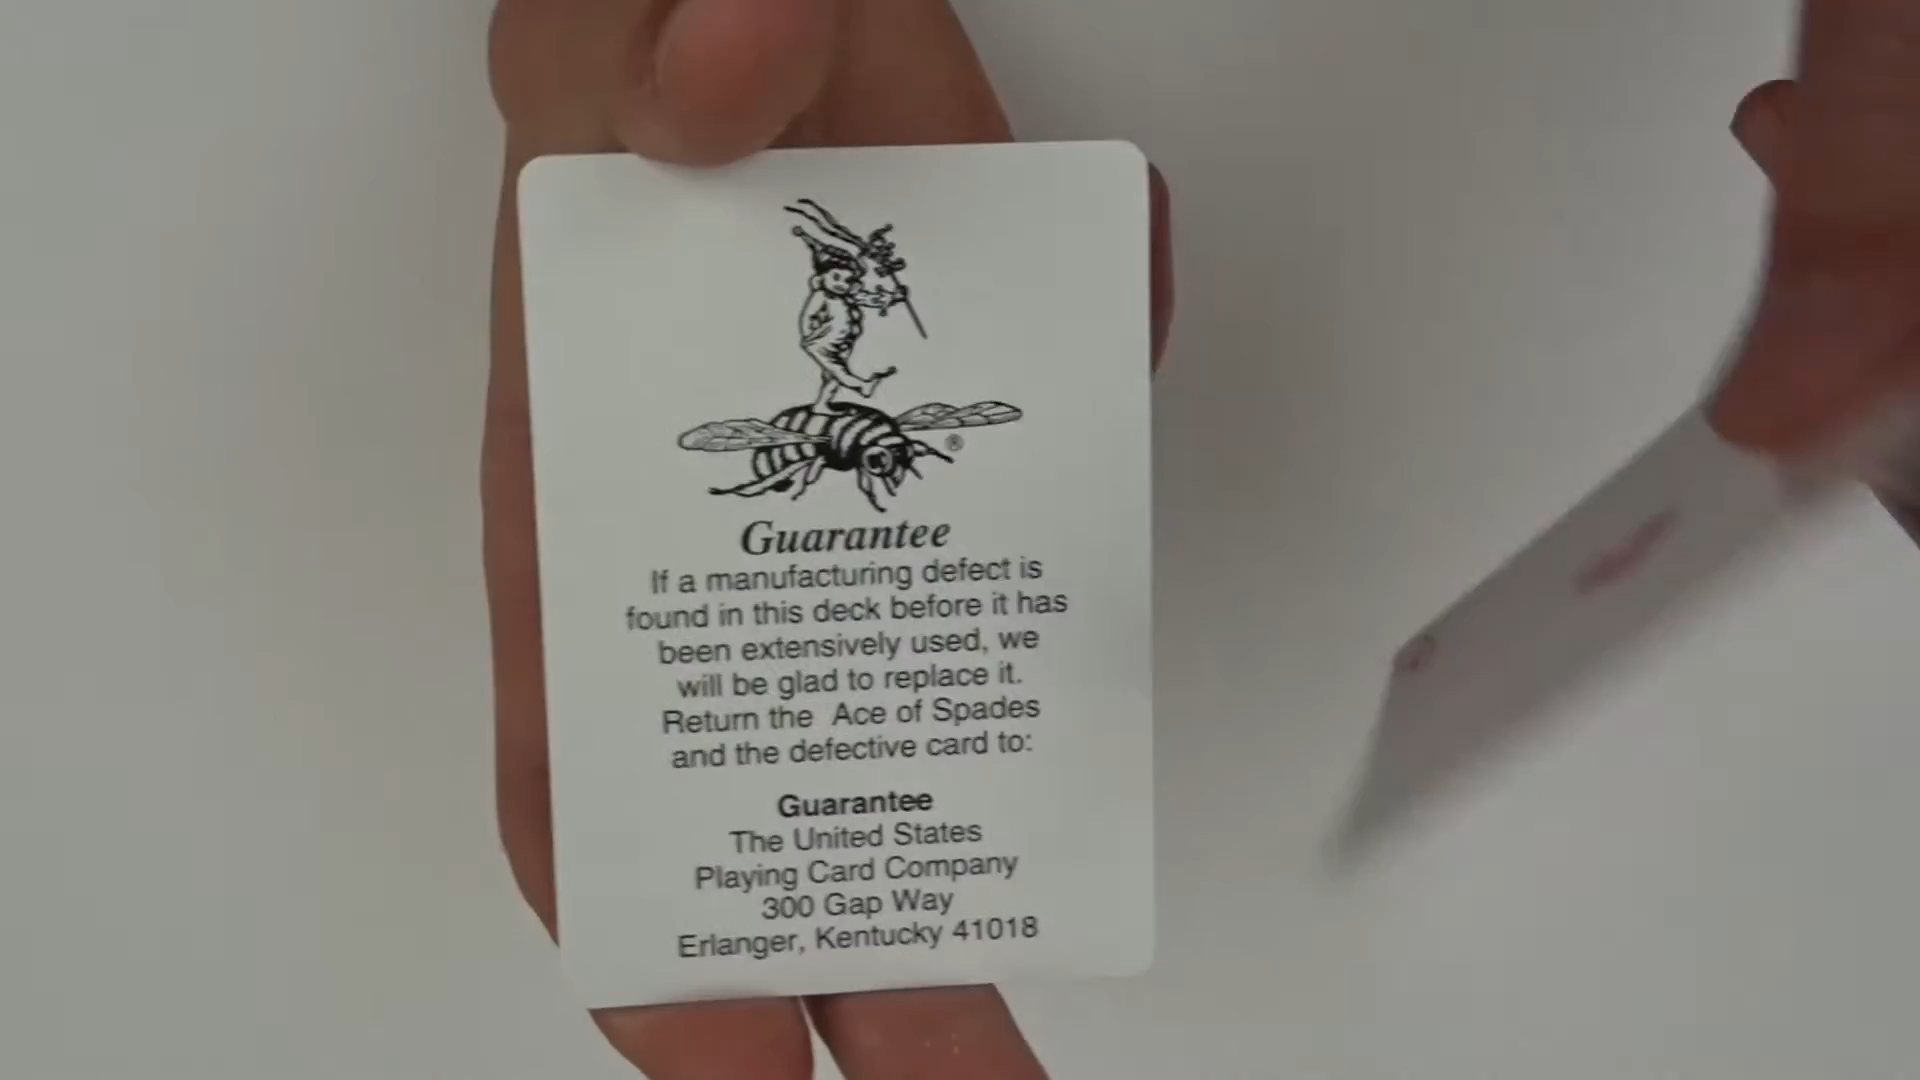 ®
Guarantee
If a manufacturing defect is
found in this deck before it has
been extensively used, we
will be glad to replace it.
Return the  Ace of Spades
and the defective card to:
Guarantee
The United States
Playing Card Company
300 Gap Way
Erlanger, Kentucky 41018